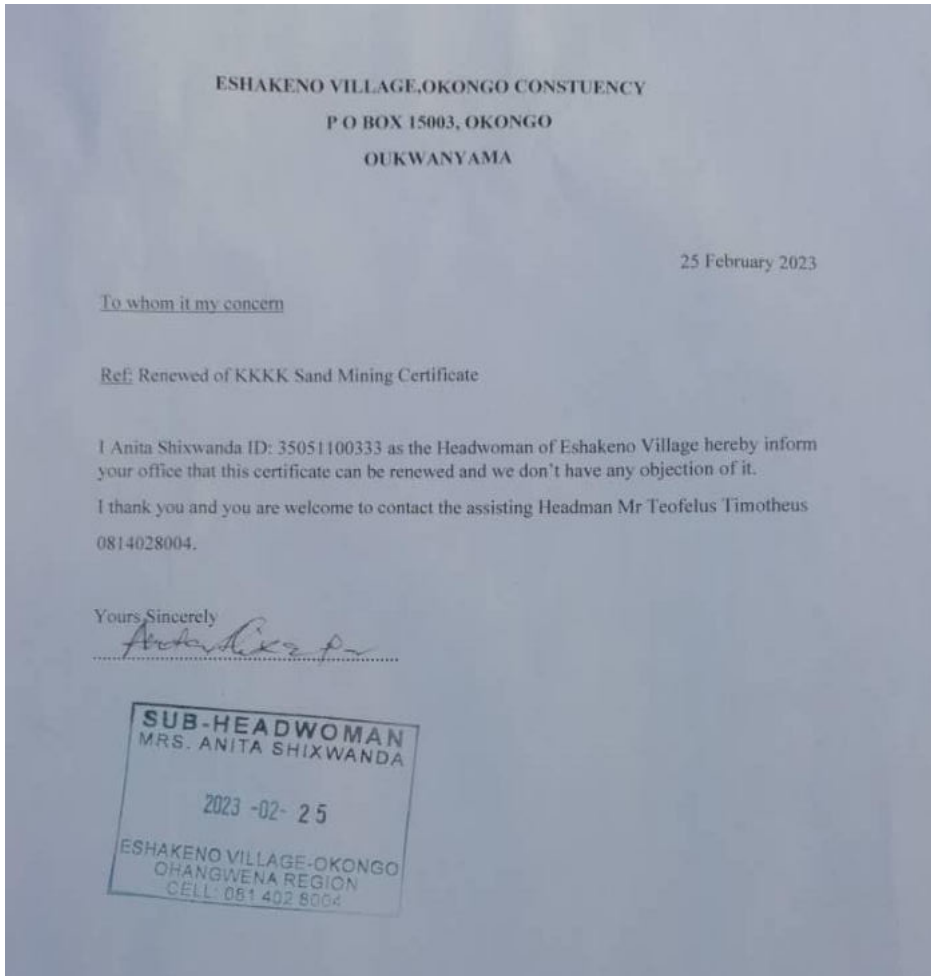 ESHAKENO VILLAGE,OKONGO CONSTUENCY
P O BOX 15003, OKONGO
OUKWANYAMA
25 February 2023
To whom it my concern
Ref: Renewed of KKKK Sand Mining Certificate
I Anita Shixwanda ID: 35051100333 as the Headwoman of Eshakeno Village hereby inform
your office that this certificate can be renewed and we don't have any objection of it.
I thank you and you are welcome to contact the assisting Headman Mr Teofelus Timotheus
0814028004.
Yours Sincerely
SUB-HEADWOMAN
MRS. ANITA SHIXWANDA
2023 -02- 25
ESHAKENO VILLAGE-OKONGO
OHANGWENA REGION
CELL: 081 402 8004